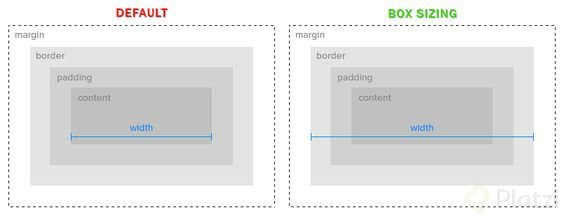 DEFAULT
margin
border
padding
content
width
BOX SIZING
margin
border
padding
content
width
Platzi